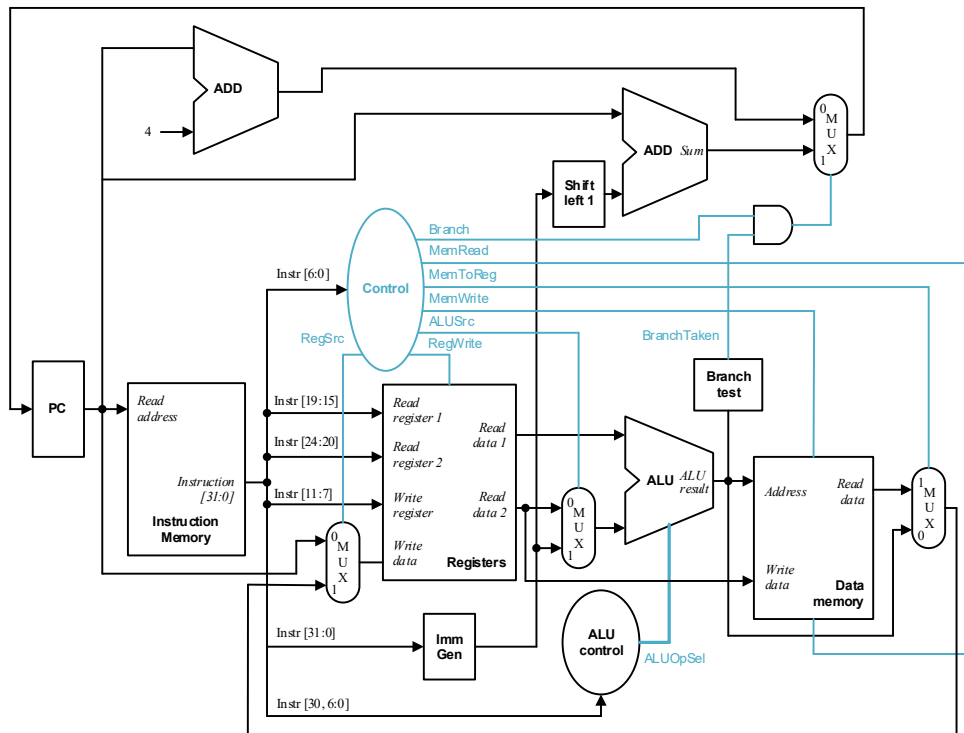 ADD
4
ADD Sum
0
M
U
X
1
Shift
left 1
Branch
MemRead
MemToReg
MemWrite
ALUSrc
RegWrite
Control
Instr [6:0]
RegSrc
BranchTaken
PC
Read
address
Instruction
[31:0]
Instruction
Memory
Instr [19:15]
Instr [24:20]
Instr [11:7]
Read
register 1
Read
register 2
Write
register
Write
data
Read
data 1
Read
data 2
Registers
0
M
U
X
1
0
M
U
X
1
ALU
ALU
result
Branch
test
Address
Read
data
Write
data
Data
memory
1
M
U
X
0
Instr [31:0]
Imm
Gen
ALU
control
ALUOpSel
Instr [30, 6:0]